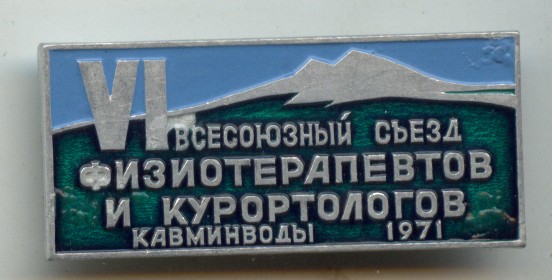 VI ВСЕСОЮЗНЫЙ СЪЕЗД
ФИЗИОТЕРАПЕВТОВ
И КУРОРТОЛОГОВ
КАВМИНВОДЫ 1971